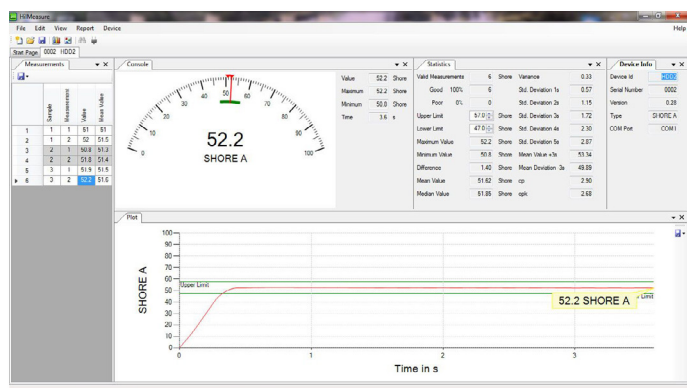 HiMeasure
File Edit View Report Device Help
Start Page 0002 HDD2
Measurements
Sample Measurement Value Mean Value
1 1 1 51 51
2 1 2 52 51.5
3 2 1 50.8 51.3
4 2 2 51.8 51.4
5 3 1 51.9 51.5
6 3 2 52.2 51.6
Console
0 10 20 30 40 50 60 70 80 90 100
52.2
SHORE A
Value 52.2 Shore
Maximum 52.2 Shore
Minimum 50.0 Shore
Time 3.6 s
Statistics
Valid Measurements 6 Shore Variance 0.33
Good 100% 6 Std. Deviation 1s 0.57
Poor 0% 0 Std. Deviation 2s 1.15
Upper Limit 57.0 Shore Std. Deviation 3s 1.72
Lower Limit 47.0 Shore Std. Deviation 4s 2.30
Maximum Value 52.2 Shore Std. Deviation 5s 2.87
Minimum Value 50.8 Shore Mean Value +3s 53.34
Difference 1.40 Shore Mean Deviation 3s 49.89
Mean Value 51.62 Shore cp 2.90
Median Value 51.85 Shore cpk 2.68
Device Info
Device Id HDD2
Serial Number 0002
Version 0.28
Type SHORE A
COM Port COM1
Plot
SHORE A
100
90
80
70
60
50
40
30
20
10
0
Upper Limit
Limit
52.2 SHORE A
0 1 2 3
Time in s